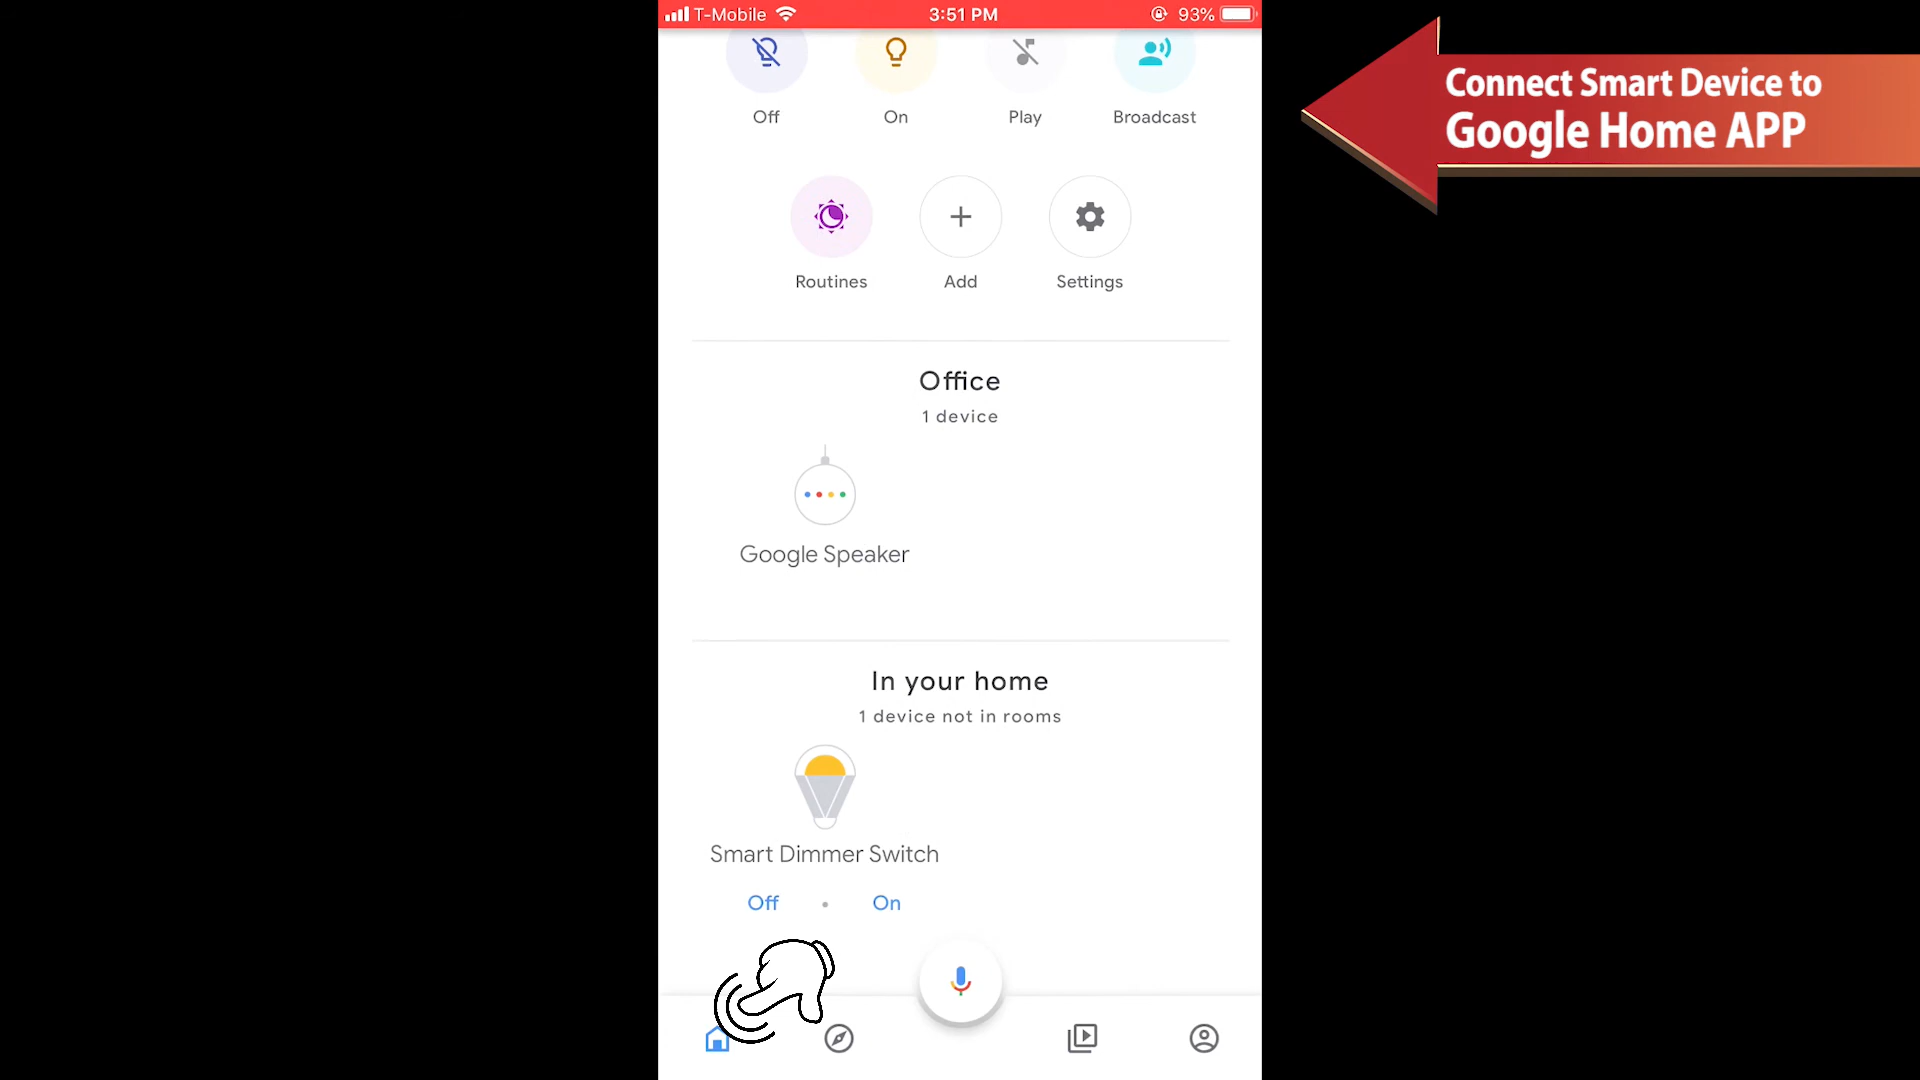 T-Mobile 3:51 PM 93%
Connect Smart Device to
Google Home APP
Off On Play Broadcast
Routines Add Settings
Office
1 device
Google Speaker
In your home
1 device not in rooms
Smart Dimmer Switch
Off • On